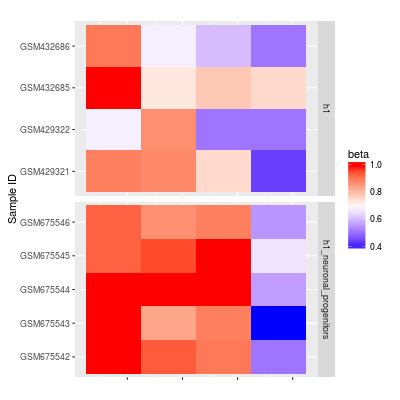 GSM432686
GSM432685
GSM429322
GSM429321
h1
GSM675546
GSM675545
GSM675544
GSM675543
GSM675542
h1_neuronal_progenitors
Sample ID
beta
1.0
0.8
0.6
0.4